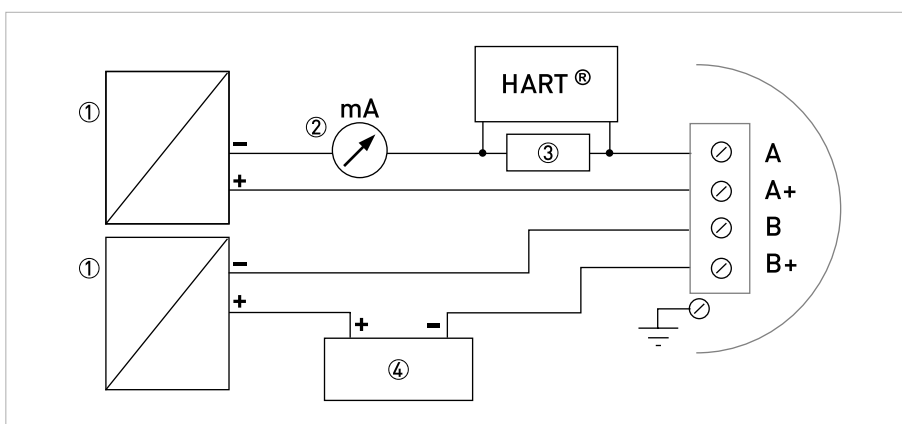 HART ®
①
②
mA
−
③
A
+
A+
B
①
−
B+
+
+
−
④